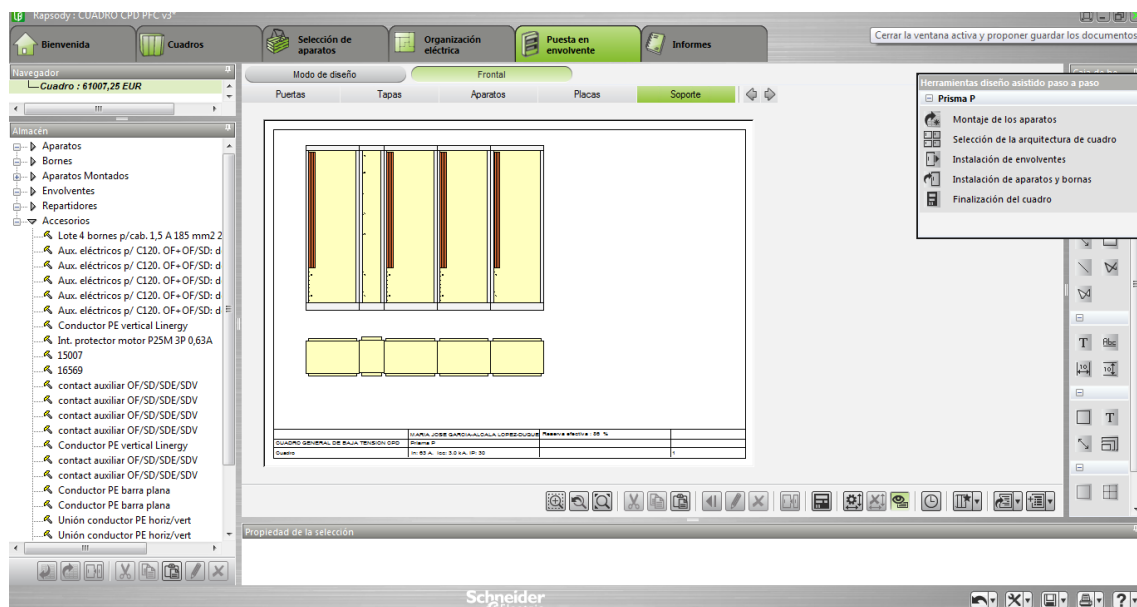 Rapsody : CUADRO CPD PFC v3*
Bienvenida
Cuadros
Selección de aparatos
Organización eléctrica
Puesta en envolvente
Informes
Cerrar la ventana activa y proponer guardar los documentos
Navegador
Cuadro : 61007,25 EUR
Modo de diseño
Frontal
Puertas
Tapas
Aparatos
Placas
Soporte
Herramientas diseño asistido paso a paso
Prisma P
Montaje de los aparatos
Selección de la arquitectura de cuadro
Instalación de envolventes
Instalación de aparatos y bornas
Finalización del cuadro
Almacén
Aparatos
Bornes
Aparatos Montados
Envolventes
Repartidores
Accesorios
Lote 4 bornes p/cab. 1,5 A 185 mm2 2
Aux. eléctricos p/ C120. OF+OF/SD: d
Aux. eléctricos p/ C120. OF+OF/SD: d
Aux. eléctricos p/ C120. OF+OF/SD: d
Aux. eléctricos p/ C120. OF+OF/SD: d
Aux. eléctricos p/ C120. OF+OF/SD: d
Conductor PE vertical Linergy
Int. protector motor P25M 3P 0,63A
15007
16569
contact auxiliar OF/SD/SDE/SDV
contact auxiliar OF/SD/SDE/SDV
contact auxiliar OF/SD/SDE/SDV
contact auxiliar OF/SD/SDE/SDV
Conductor PE vertical Linergy
contact auxiliar OF/SD/SDE/SDV
contact auxiliar OF/SD/SDE/SDV
Conductor PE barra plana
Conductor PE barra plana
Unión conductor PE horiz/vert
Unión conductor PE horiz/vert
MARIA JOSE GARCIA-ALCALA LOPEZ-DUQUE
Reserva efectiva : 86 %
CUADRO GENERAL DE BAJA TENSION CPD
Prisma P
Cuadro
In: 63 A. Icc: 3.0 kA. IP: 30
1
T
Abc
10
10
T
Propiedad de la selección
Schneider